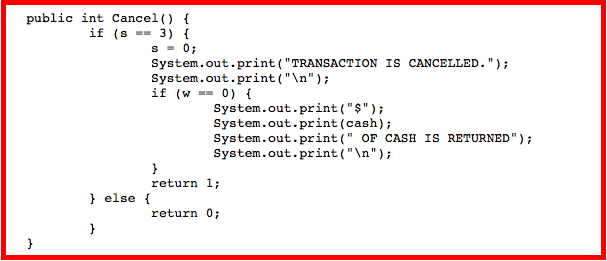 public int Cancel() {
        if (s == 3) {
                s = 0;
                System.out.print("TRANSACTION IS CANCELLED.");
                System.out.print("\n");
                if (w == 0) {
                        System.out.print("$");
                        System.out.print(cash);
                        System.out.print(" OF CASH IS RETURNED");
                        System.out.print("\n");
                }
                return 1;
        } else {
                return 0;
        }
}